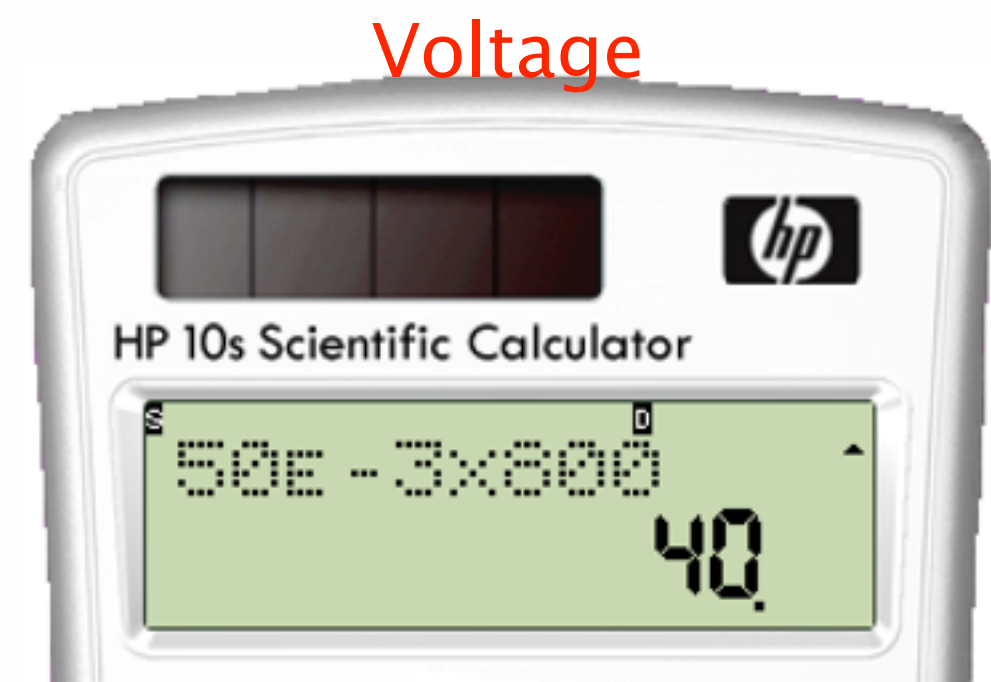 Voltage
hp
HP 10s Scientific Calculator
S D
50E-3x800
40.